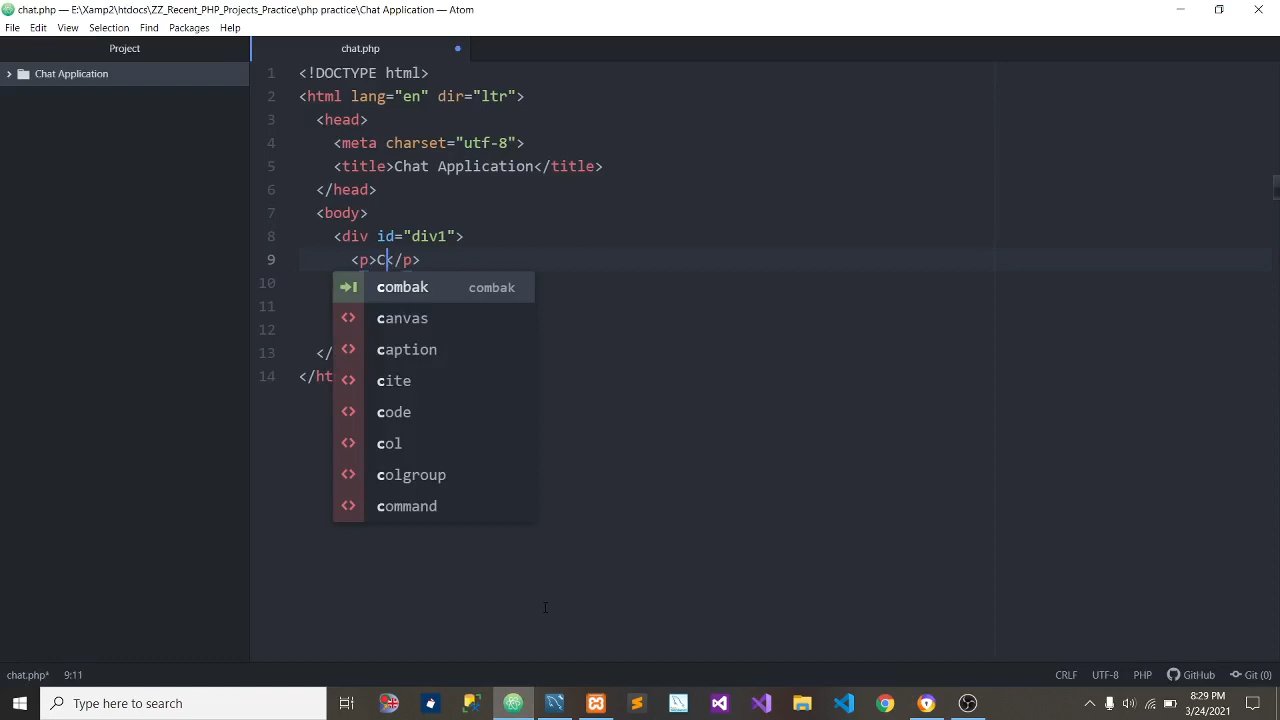 chat.php — E:\Xamp2\htdocs\ZZ_Recent_PHP_Projects_Practice\php practice\Chat Application — Atom
File Edit View Selection Find Packages Help
Project
chat.php
Chat Application
1 <!DOCTYPE html>
2 <html lang="en" dir="ltr">
3 <head>
4 <meta charset="utf-8">
5 <title>Chat Application</title>
6 </head>
7 <body>
8 <div id="div1">
9 <p>C</p>
10 combak combak
canvas
11
12
caption
13 </
14 </ht
cite
code
col
colgroup
command
chat.php* 9:11 CRLF UTF-8 PHP GitHub Git (0)
Type here to search
8:29 PM
3/24/2021